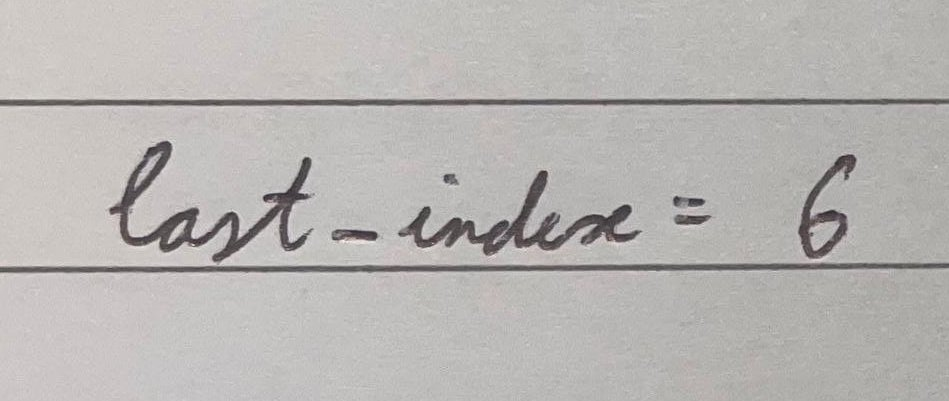 last_index = 6